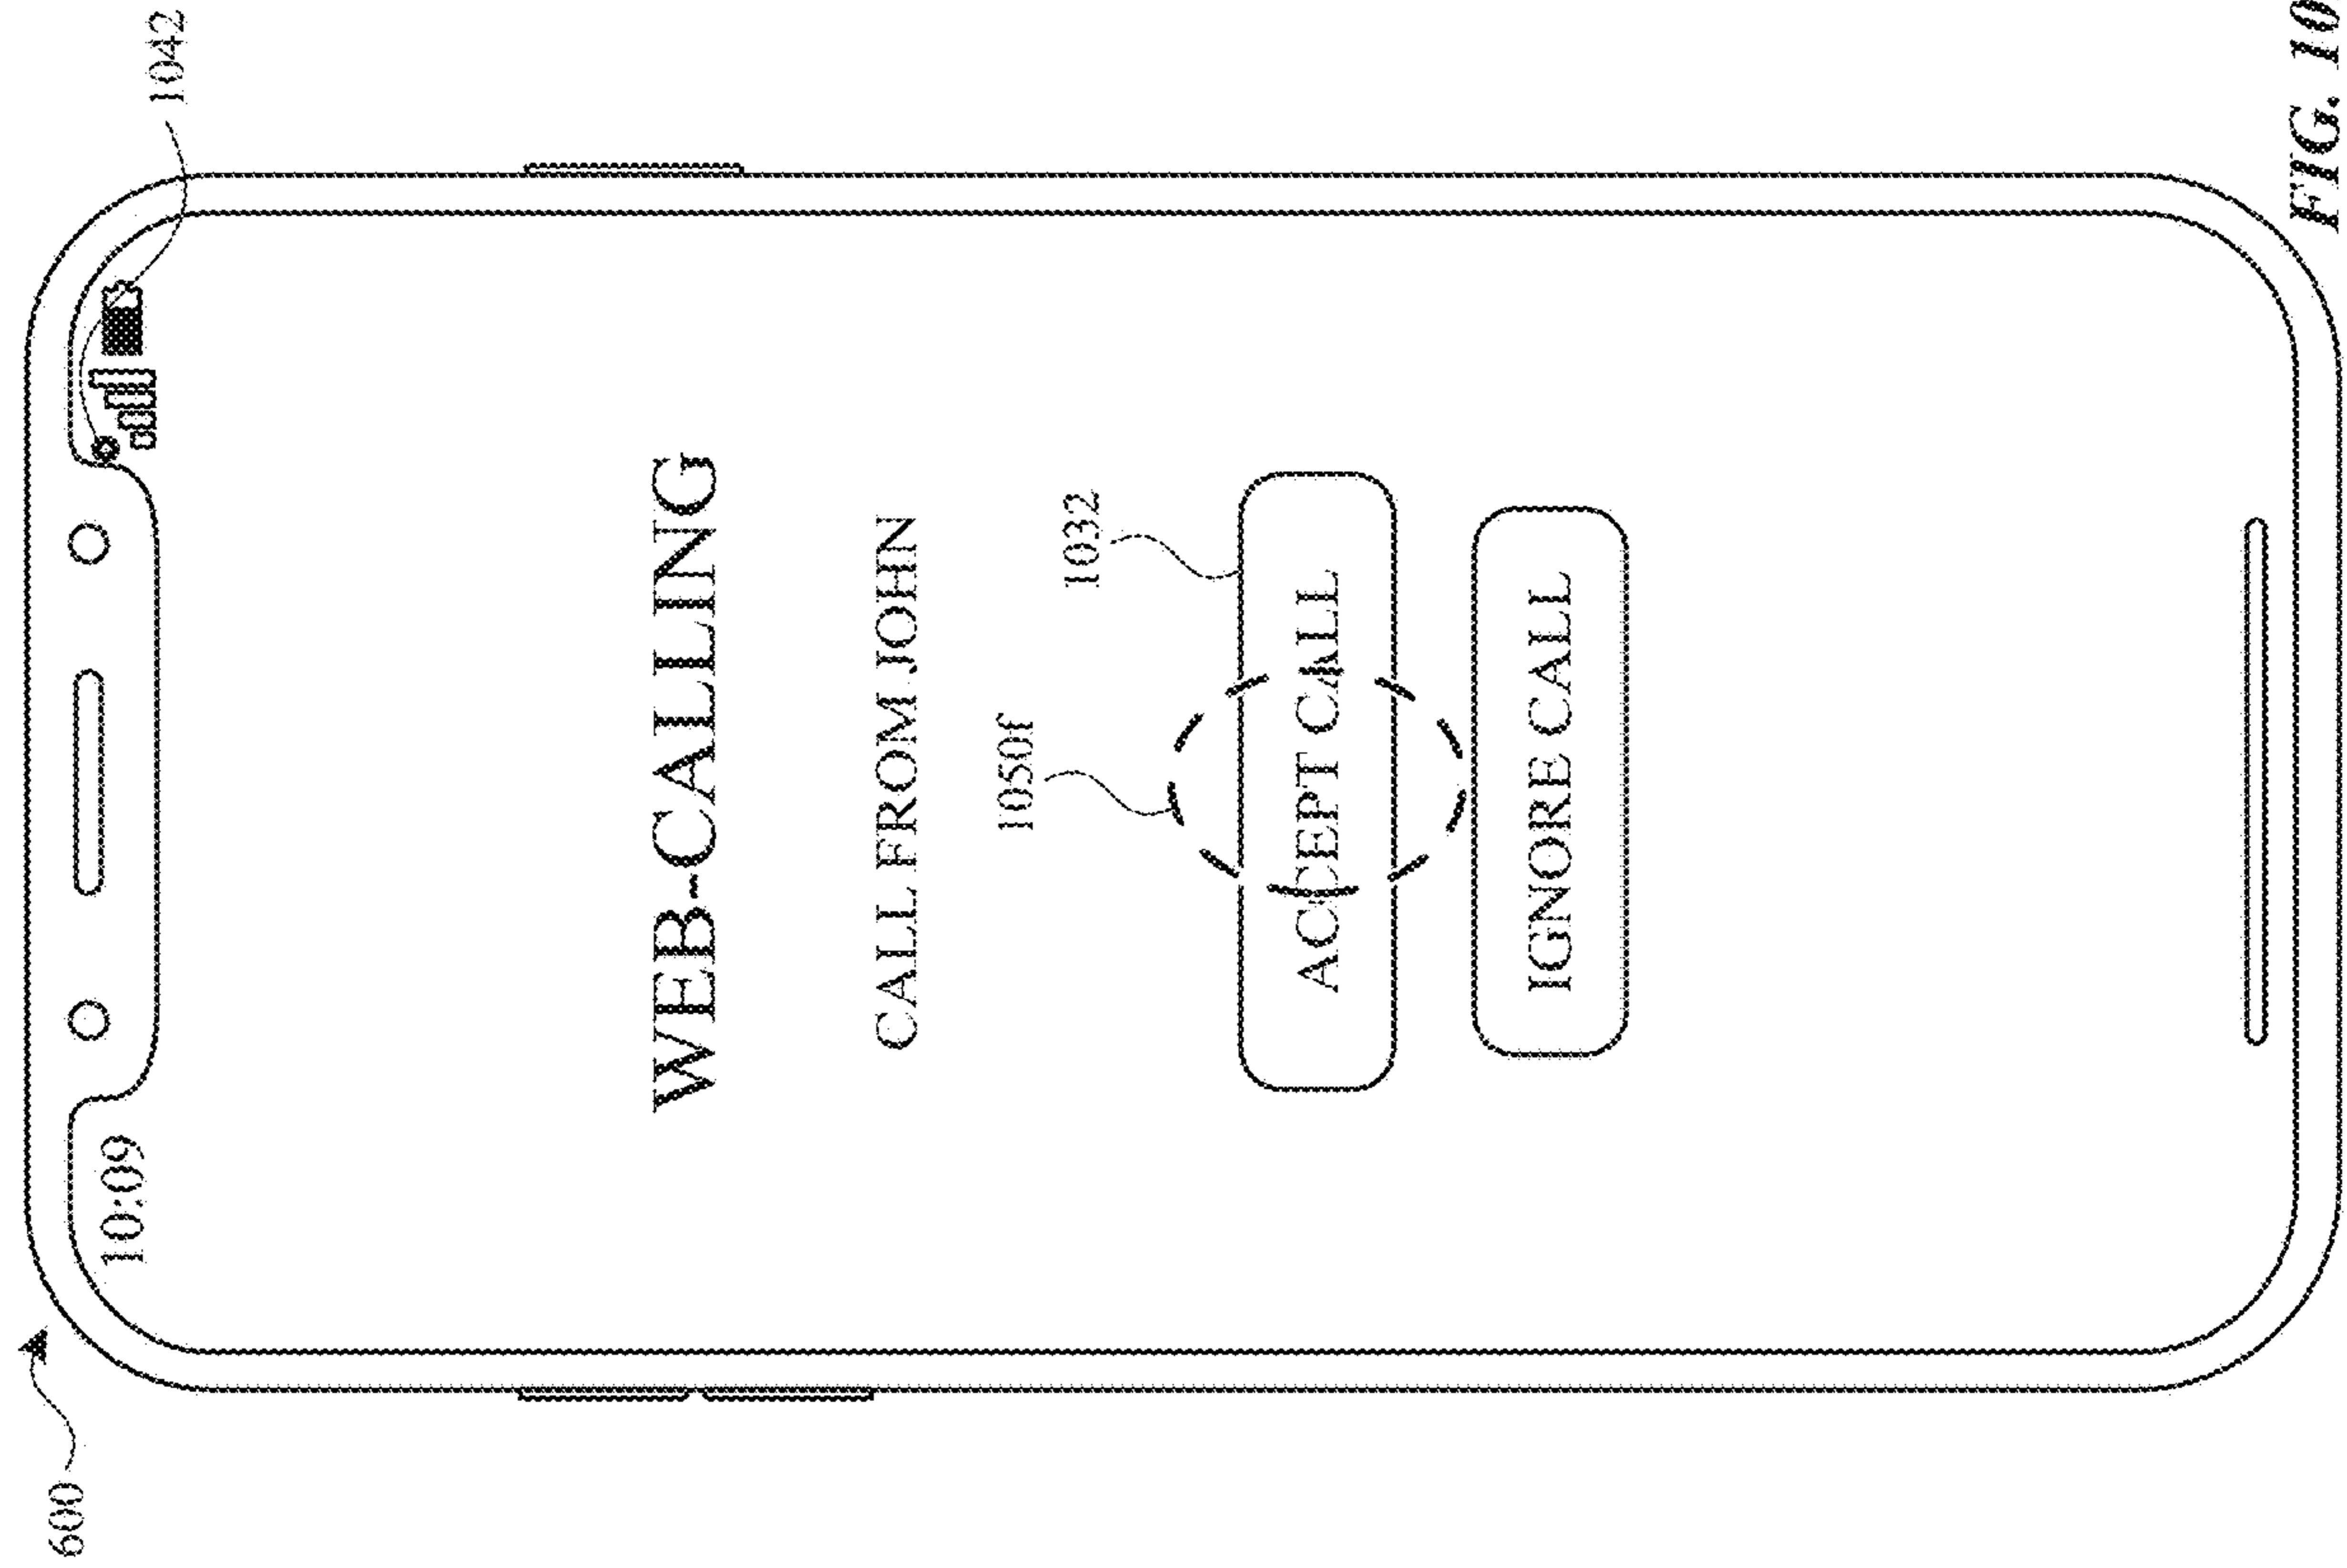 600
10:09
1042
WEB-CALLING
CALL FROM JOHN
1050f
1032
ACCEPT CALL
IGNORE CALL
FIG. 10